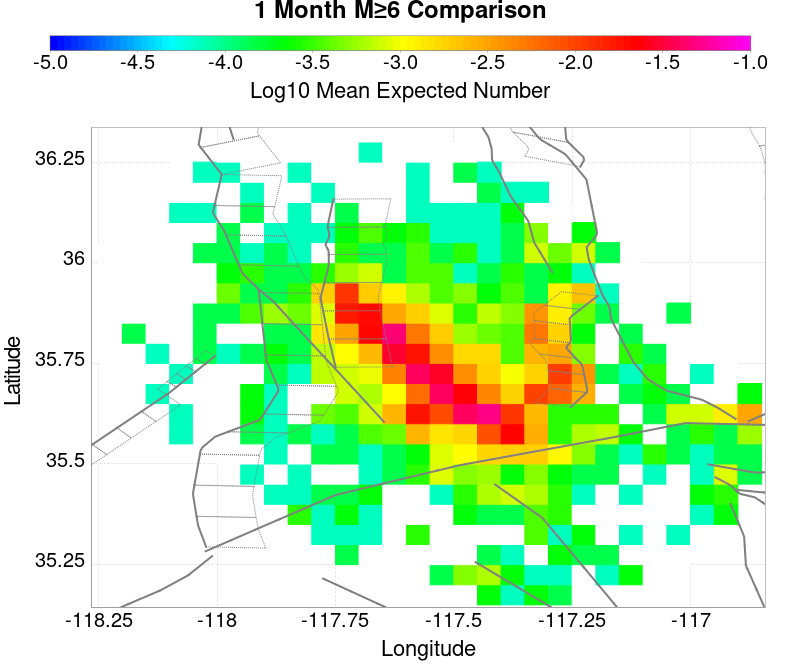 1 Month M≥6 Comparison
-5.0 -4.5 -4.0 -3.5 -3.0 -2.5 -2.0 -1.5 -1.0
Log10 Mean Expected Number
36.25
36
35.75
35.5
35.25
Latitude
-118.25 -118 -117.75 -117.5 -117.25 -117
Longitude